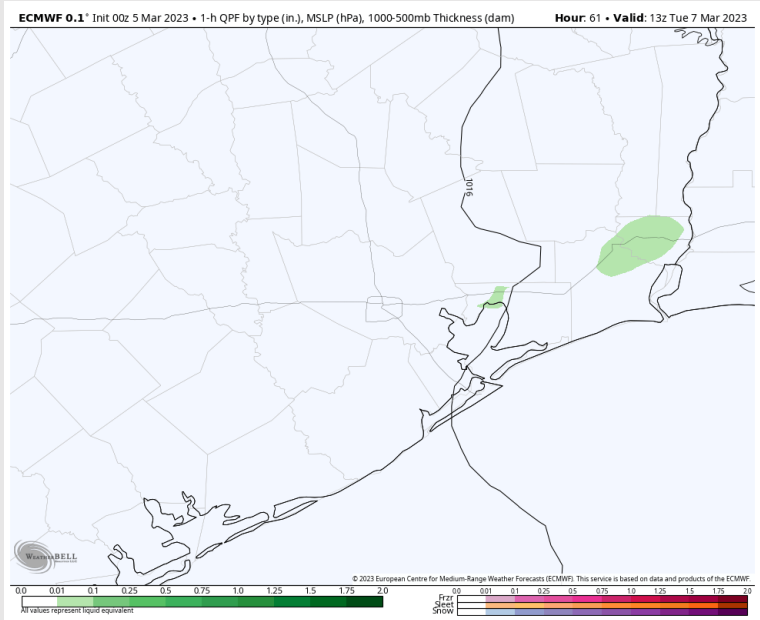 ECMWF 0.1° Init 00z 5 Mar 2023 • 1-h QPF by type (in.), MSLP (hPa), 1000-500mb Thickness (dam) Hour: 61 • Valid: 13z Tue 7 Mar 2023
1016
WEATHERBELL
© 2023 European Centre for Medium-Range Weather Forecasts (ECMWF). This service is based on data and products of the ECMWF.
0.0 0.01 0.1 0.25 0.5 0.75 1.0 1.25 1.5 1.75 2.0
All values represent liquid equivalent
0.0 0.01 0.1 0.25 0.5 0.75 1.0 1.25 1.5 1.75 2.0
Frzr
Sleet
Snow